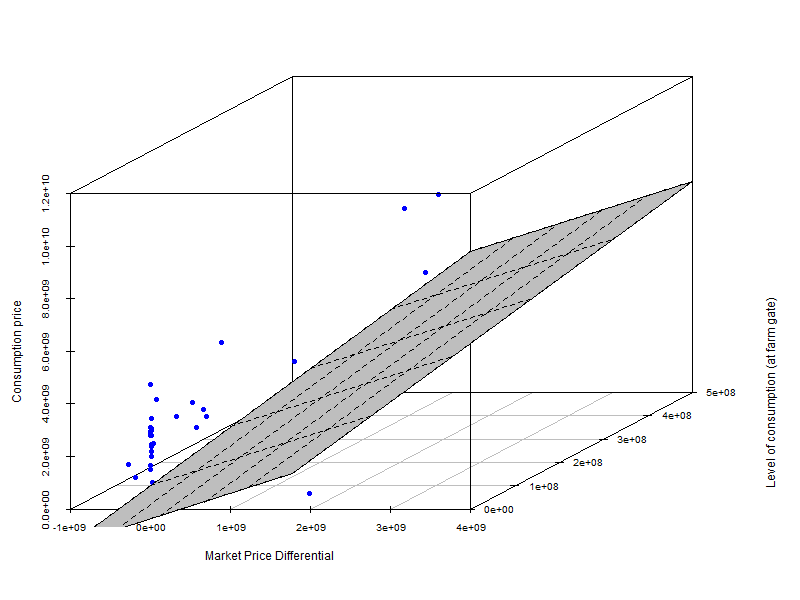 Consumption price
1.2e+10
1.0e+10
8.0e+09
6.0e+09
4.0e+09
2.0e+09
0.0e+00
-1e+09 0e+00 1e+09 2e+09 3e+09 4e+09
Market Price Differential
0e+00
1e+08
2e+08
3e+08
4e+08
5e+08
Level of consumption (at farm gate)